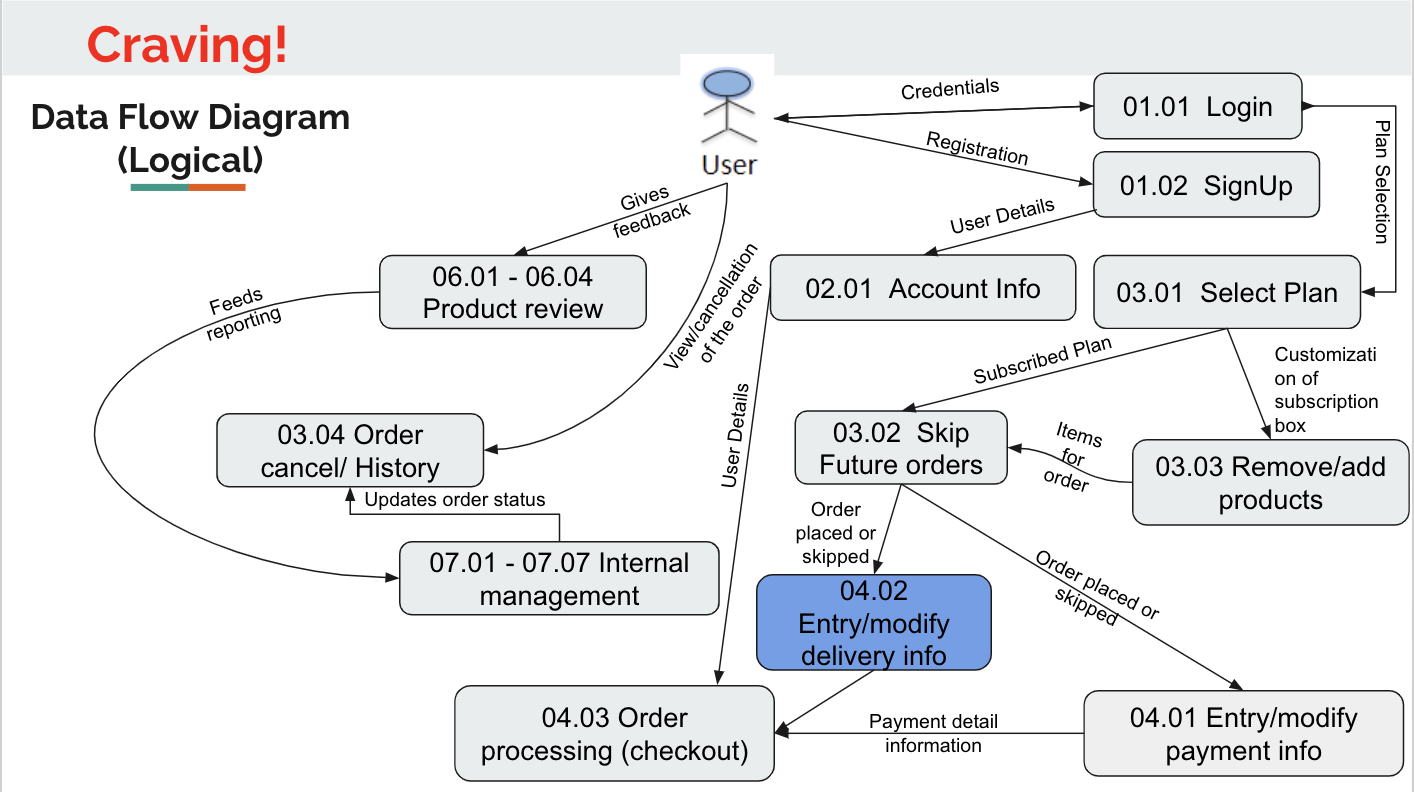 Craving!
Data Flow Diagram
(Logical)
User
Credentials
01.01 Login
Registration
01.02 SignUp
Plan Selection
Gives
feedback
User Details
06.01 - 06.04
Product review
View/cancellation
of the order
02.01 Account Info
03.01 Select Plan
Feeds
reporting
Subscribed Plan
Customizati
on of
subscription
box
User Details
03.04 Order
cancel/ History
03.02 Skip
Future orders
Items
for
order
03.03 Remove/add
products
Updates order status
Order
placed or
skipped
Order placed or
skipped
07.01 - 07.07 Internal
management
04.02
Entry/modify
delivery info
04.03 Order
processing (checkout)
Payment detail
information
04.01 Entry/modify
payment info